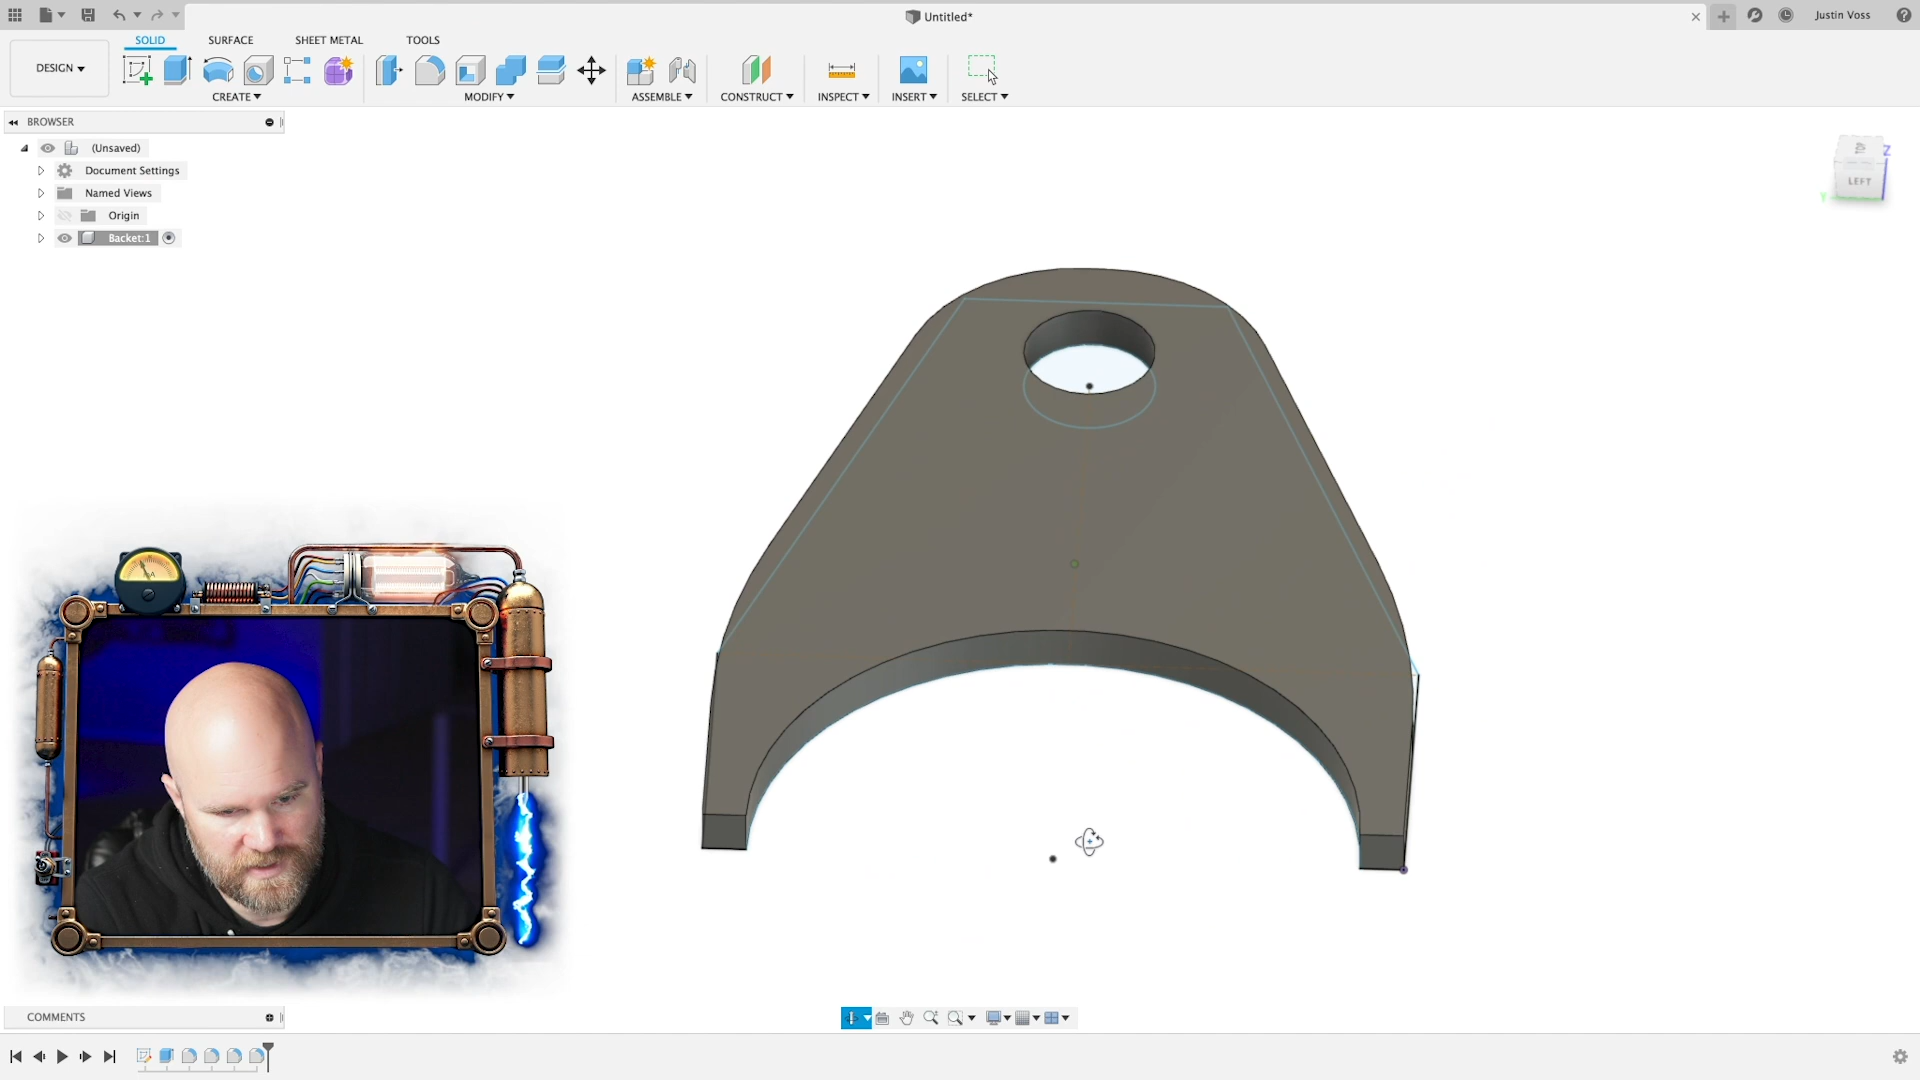 Untitled*
Justin Voss
SOLID
SURFACE
SHEET METAL
TOOLS
DESIGN
CREATE
MODIFY
ASSEMBLE
CONSTRUCT
INSPECT
INSERT
SELECT
BROWSER
(Unsaved)
Document Settings
Named Views
Origin
Backet:1
LEFT
Z
Y
COMMENTS